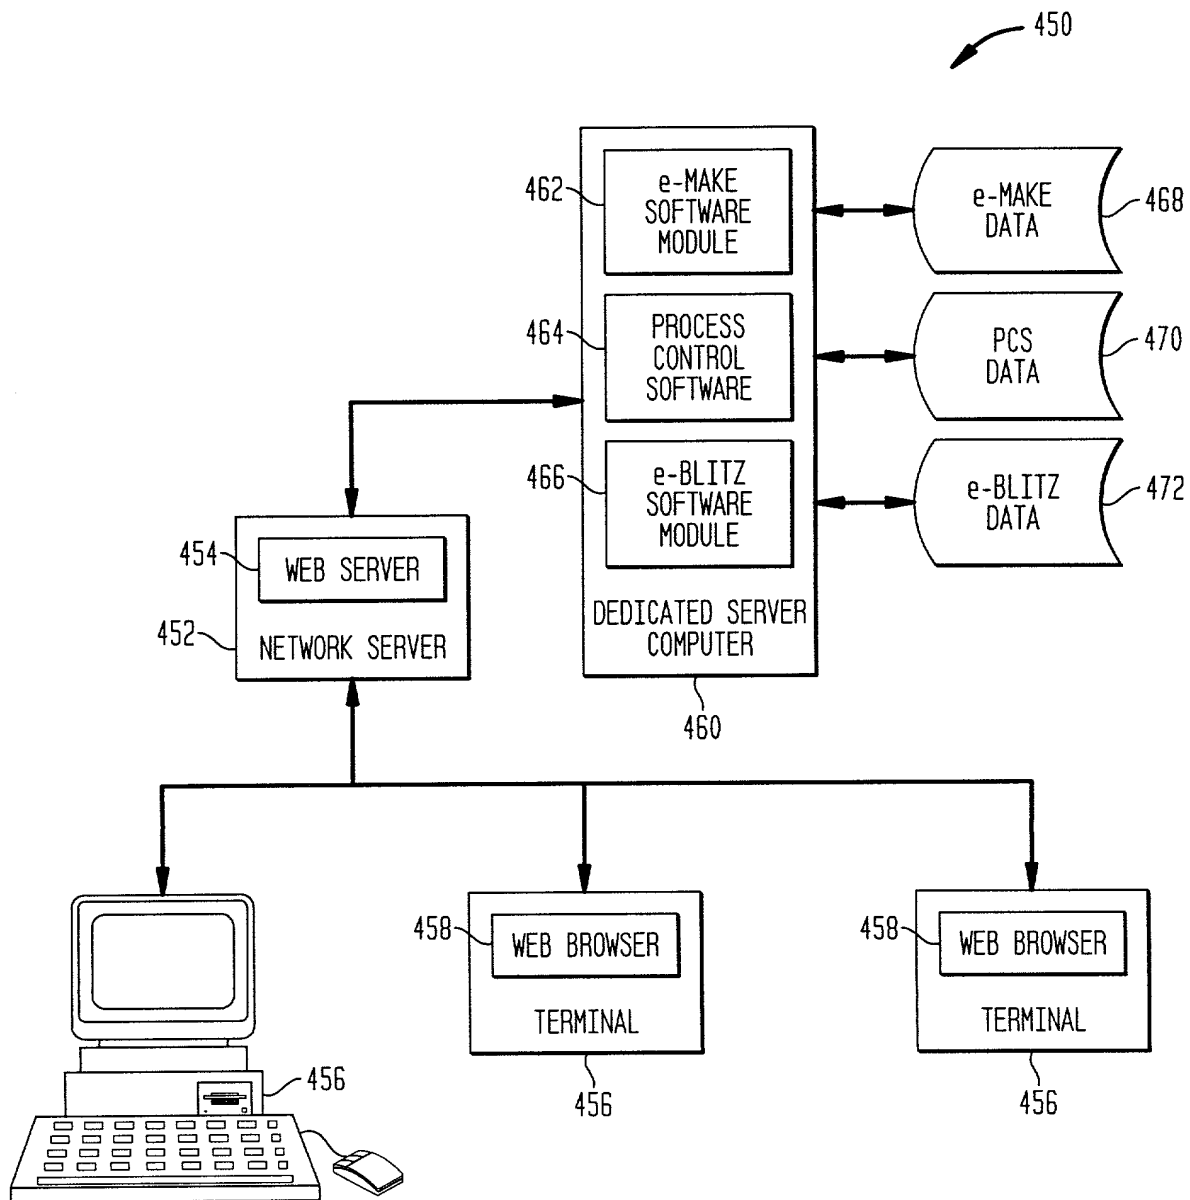 450
462
e-MAKE
SOFTWARE
MODULE
e-MAKE
DATA
468
464
PROCESS
CONTROL
SOFTWARE
PCS
DATA
470
466
e-BLITZ
SOFTWARE
MODULE
e-BLITZ
DATA
472
454
WEB SERVER
452
NETWORK SERVER
DEDICATED SERVER
COMPUTER
460
458
WEB BROWSER
TERMINAL
456
458
WEB BROWSER
TERMINAL
456
456